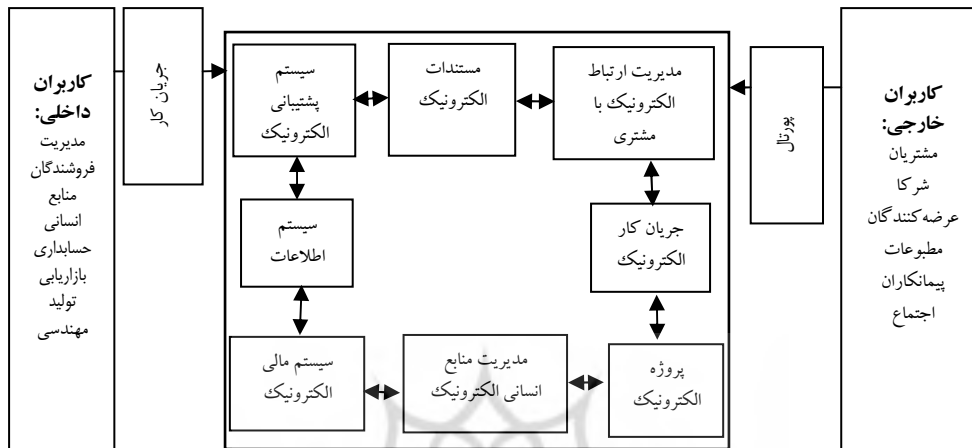 کاربران
خارجی:
مشتریان
شرکا
عرضه‌کنندگان
مطبوعات
پیمانکاران
اجتماع
پورتال
مدیریت ارتباط
الکترونیک با
مشتری
مستندات
الکترونیک
سیستم
پشتیبانی
الکترونیک
جریان کار
الکترونیک
سیستم
اطلاعات
پروژه
الکترونیک
مدیریت منابع
انسانی الکترونیک
سیستم مالی
الکترونیک
جریان کار
کاربران
داخلی:
مدیریت
فروشندگان
منابع
انسانی
حسابداری
بازاریابی
تولید
مهندسی